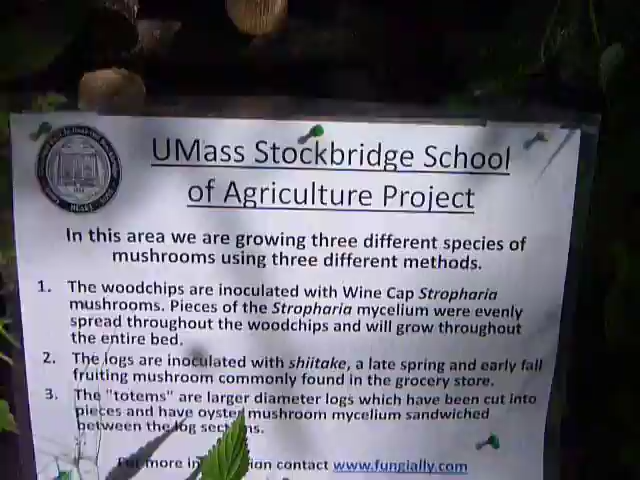 UMass Stockbridge School
of Agriculture Project
In this area we are growing three different species of
mushrooms using three different methods.
1. The woodchips are inoculated with Wine Cap Stropharia
mushrooms. Pieces of the Stropharia mycelium were evenly
spread throughout the woodchips and will grow throughout
the entire bed.
2. The logs are inoculated with shiitake, a late spring and early fall
fruiting mushroom commonly found in the grocery store.
3. The "totems" are larger diameter logs which have been cut into
pieces and have oyster mushroom mycelium sandwiched
between the log sections.
For more information contact www.fungially.com